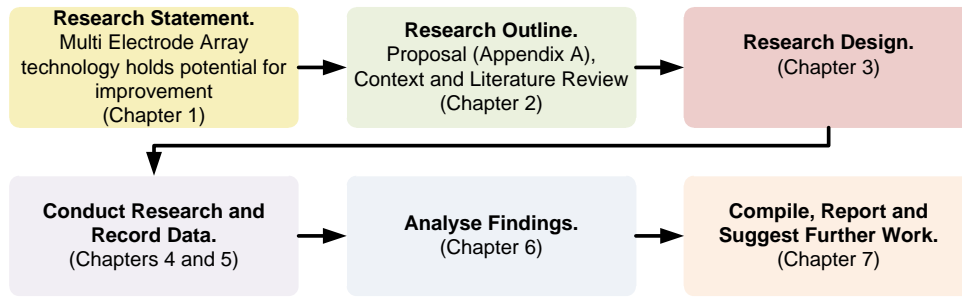 Research Statement.
Multi Electrode Array
technology holds potential for
improvement
(Chapter 1)
Research Outline.
Proposal (Appendix A),
Context and Literature Review
(Chapter 2)
Research Design.
(Chapter 3)
Conduct Research and
Record Data.
(Chapters 4 and 5)
Analyse Findings.
(Chapter 6)
Compile, Report and
Suggest Further Work.
(Chapter 7)